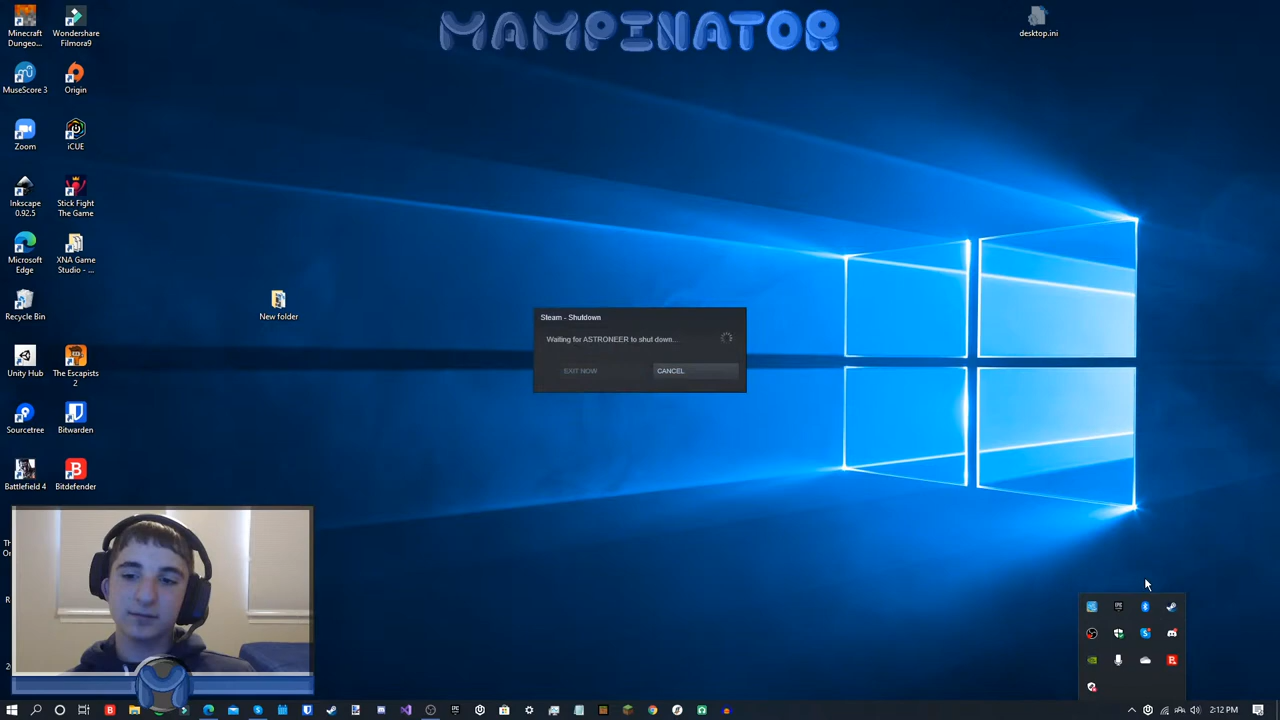 MAMPINATOR
Minecraft
Dungeo...
Wondershare
Filmora9
desktop.ini
MuseScore 3
Origin
Zoom
iCUE
Inkscape
0.92.5
Stick Fight
The Game
Microsoft
Edge
XNA Game
Studio - ...
Recycle Bin
New folder
Steam - Shutdown
Waiting for ASTRONEER to shut down...
EXIT NOW
CANCEL
Unity Hub
The Escapists
2
Sourcetree
Bitwarden
Battlefield 4
Bitdefender
2:12 PM